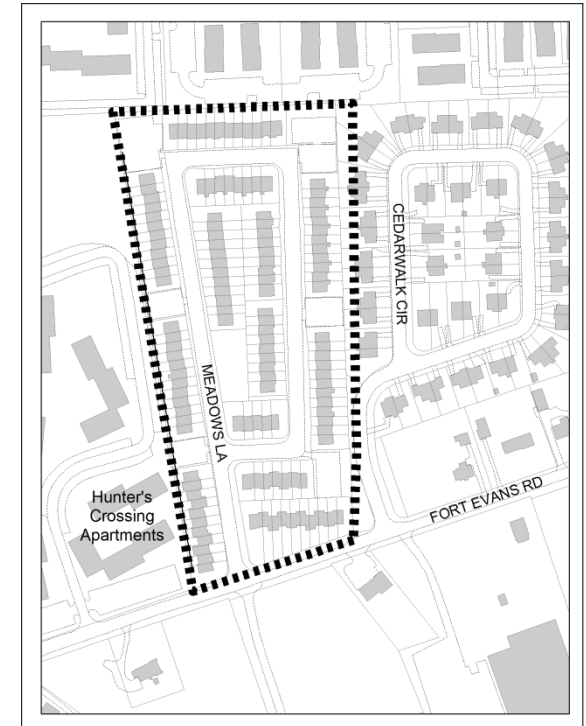 CEDARWALK CIR
MEADOWS LA
Hunter's
Crossing
Apartments
FORT EVANS RD